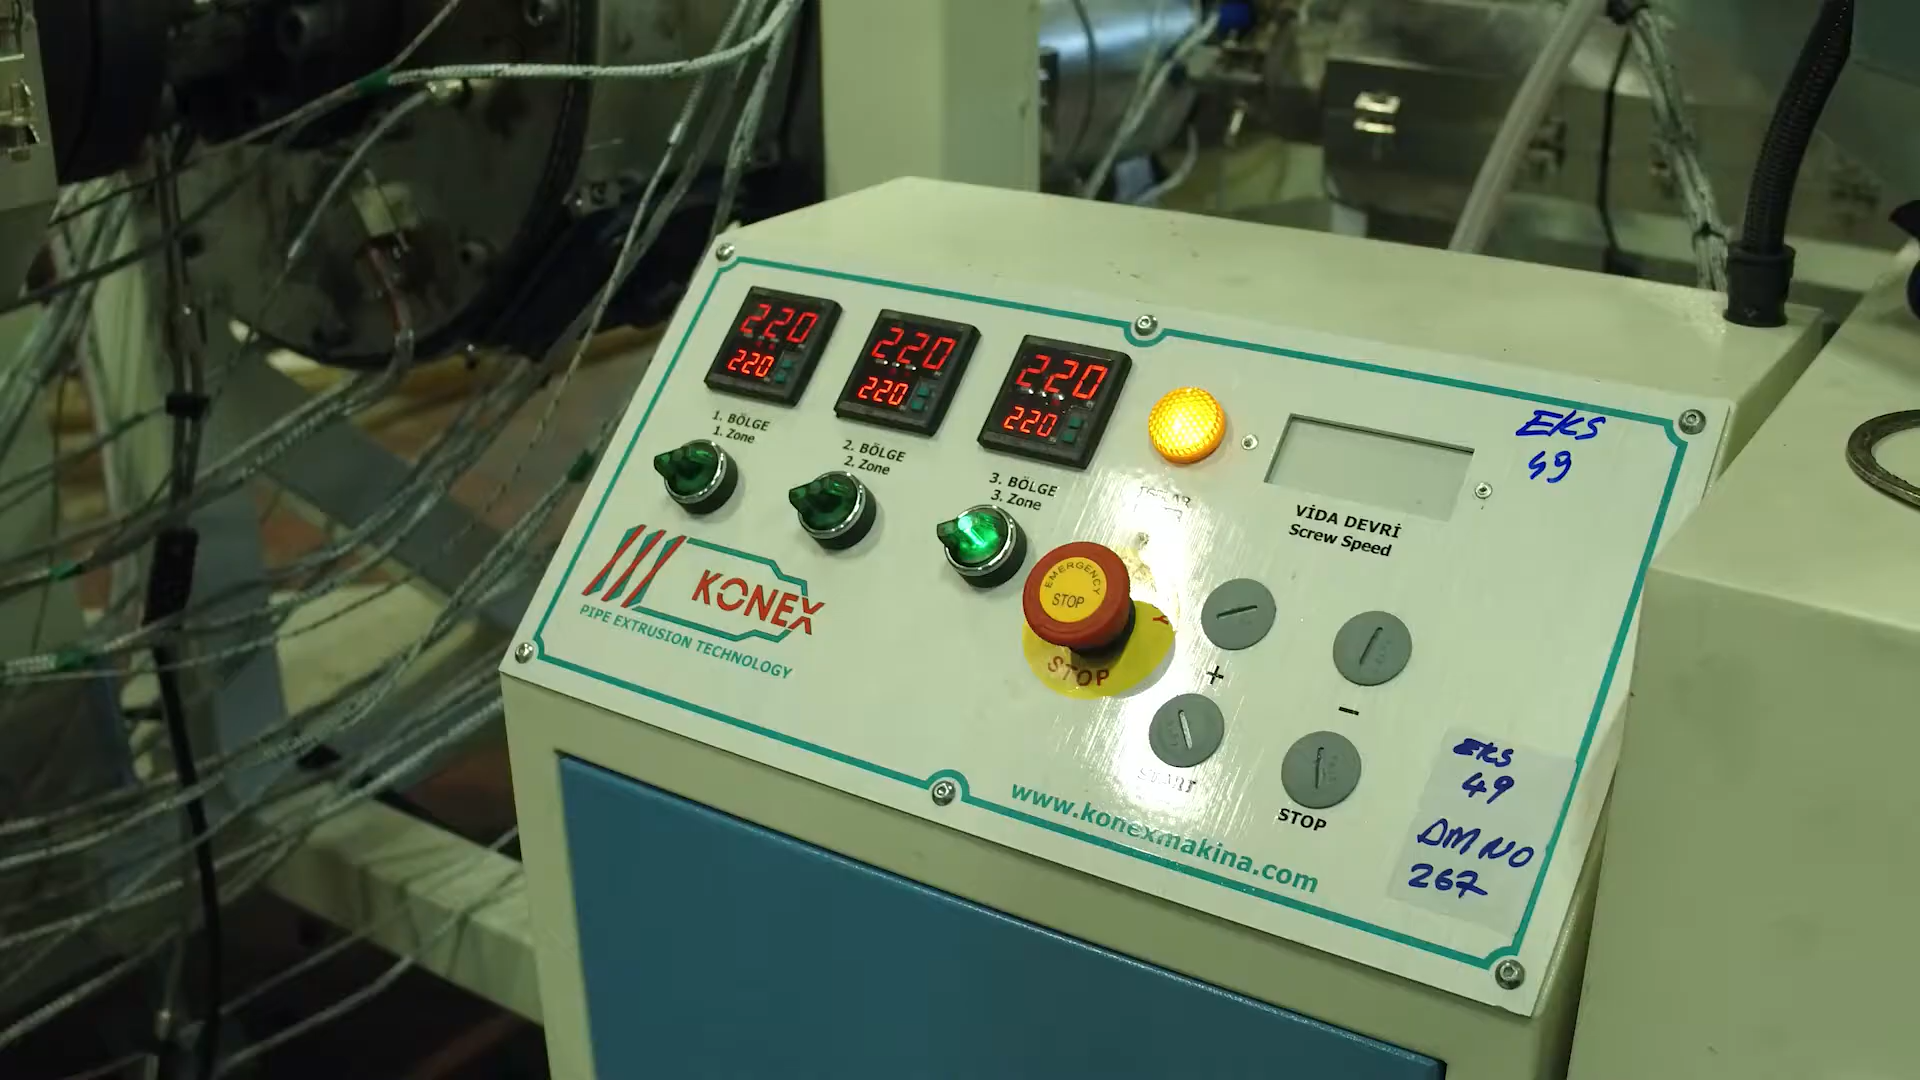 220
220
220
220
220
220
1. BÖLGE
1. Zone
2. BÖLGE
2. Zone
3. BÖLGE
3. Zone
VİDA DEVRİ
Screw Speed
EKS
49
KONEX
PIPE EXTRUSION TECHNOLOGY
EMERGENCY
STOP
STOP
+
-
START
STOP
www.konexmakina.com
EKS
49
DM NO
267